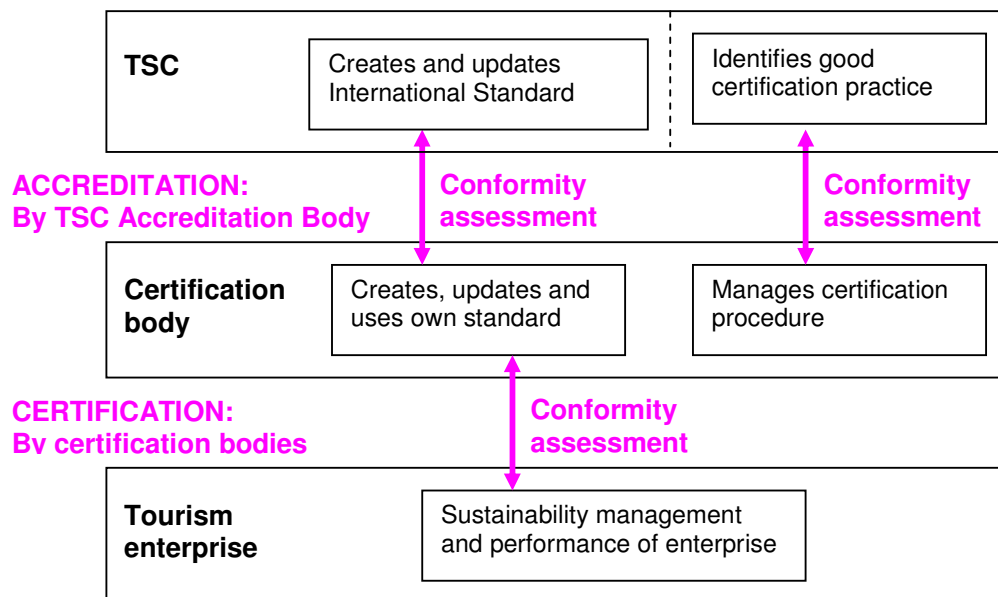 TSC
Creates and updates
International Standard
Identifies good
certification practice
ACCREDITATION:
By TSC Accreditation Body
Conformity
assessment
Conformity
assessment
Certification
body
Creates, updates and
uses own standard
Manages certification
procedure
CERTIFICATION:
By certification bodies
Conformity
assessment
Tourism
enterprise
Sustainability management
and performance of enterprise